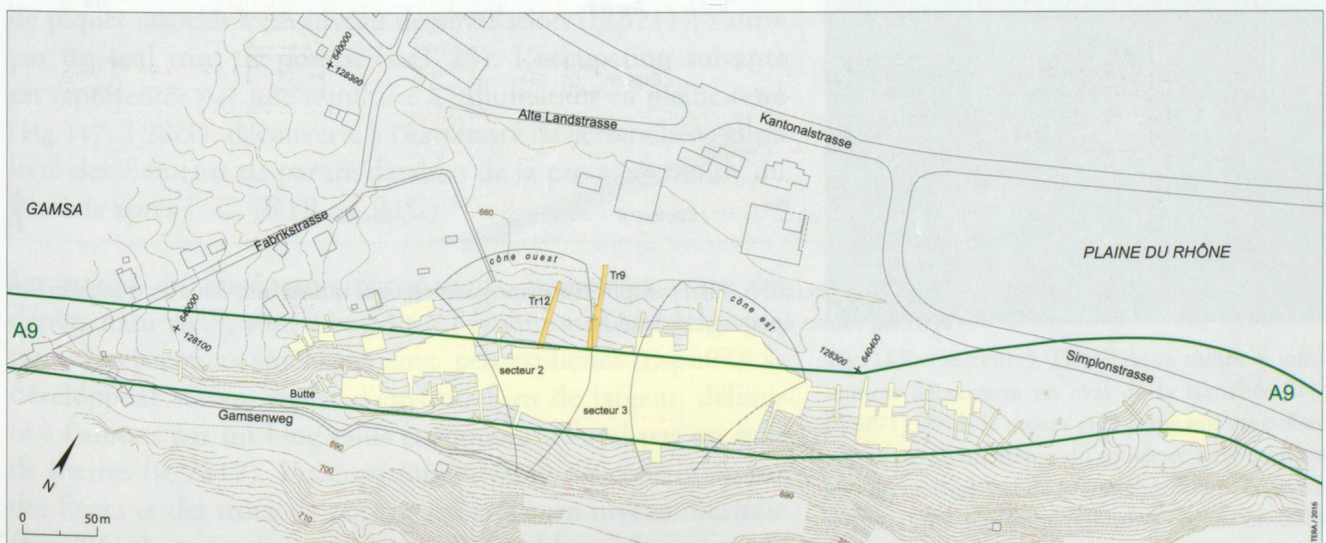 640000
128300
Alte Landstrasse
Kantonalstrasse
GAMSA
Fabrikstrasse
660
PLAINE DU RHÔNE
cône ouest
Tr9
Tr12
cône est
640000
128100
A9
128300
640400
Simplonstrasse
secteur 2
A9
Butte
secteur 3
Gamsenweg
690
700
690
710
N
0 50 m
TERA / 2016